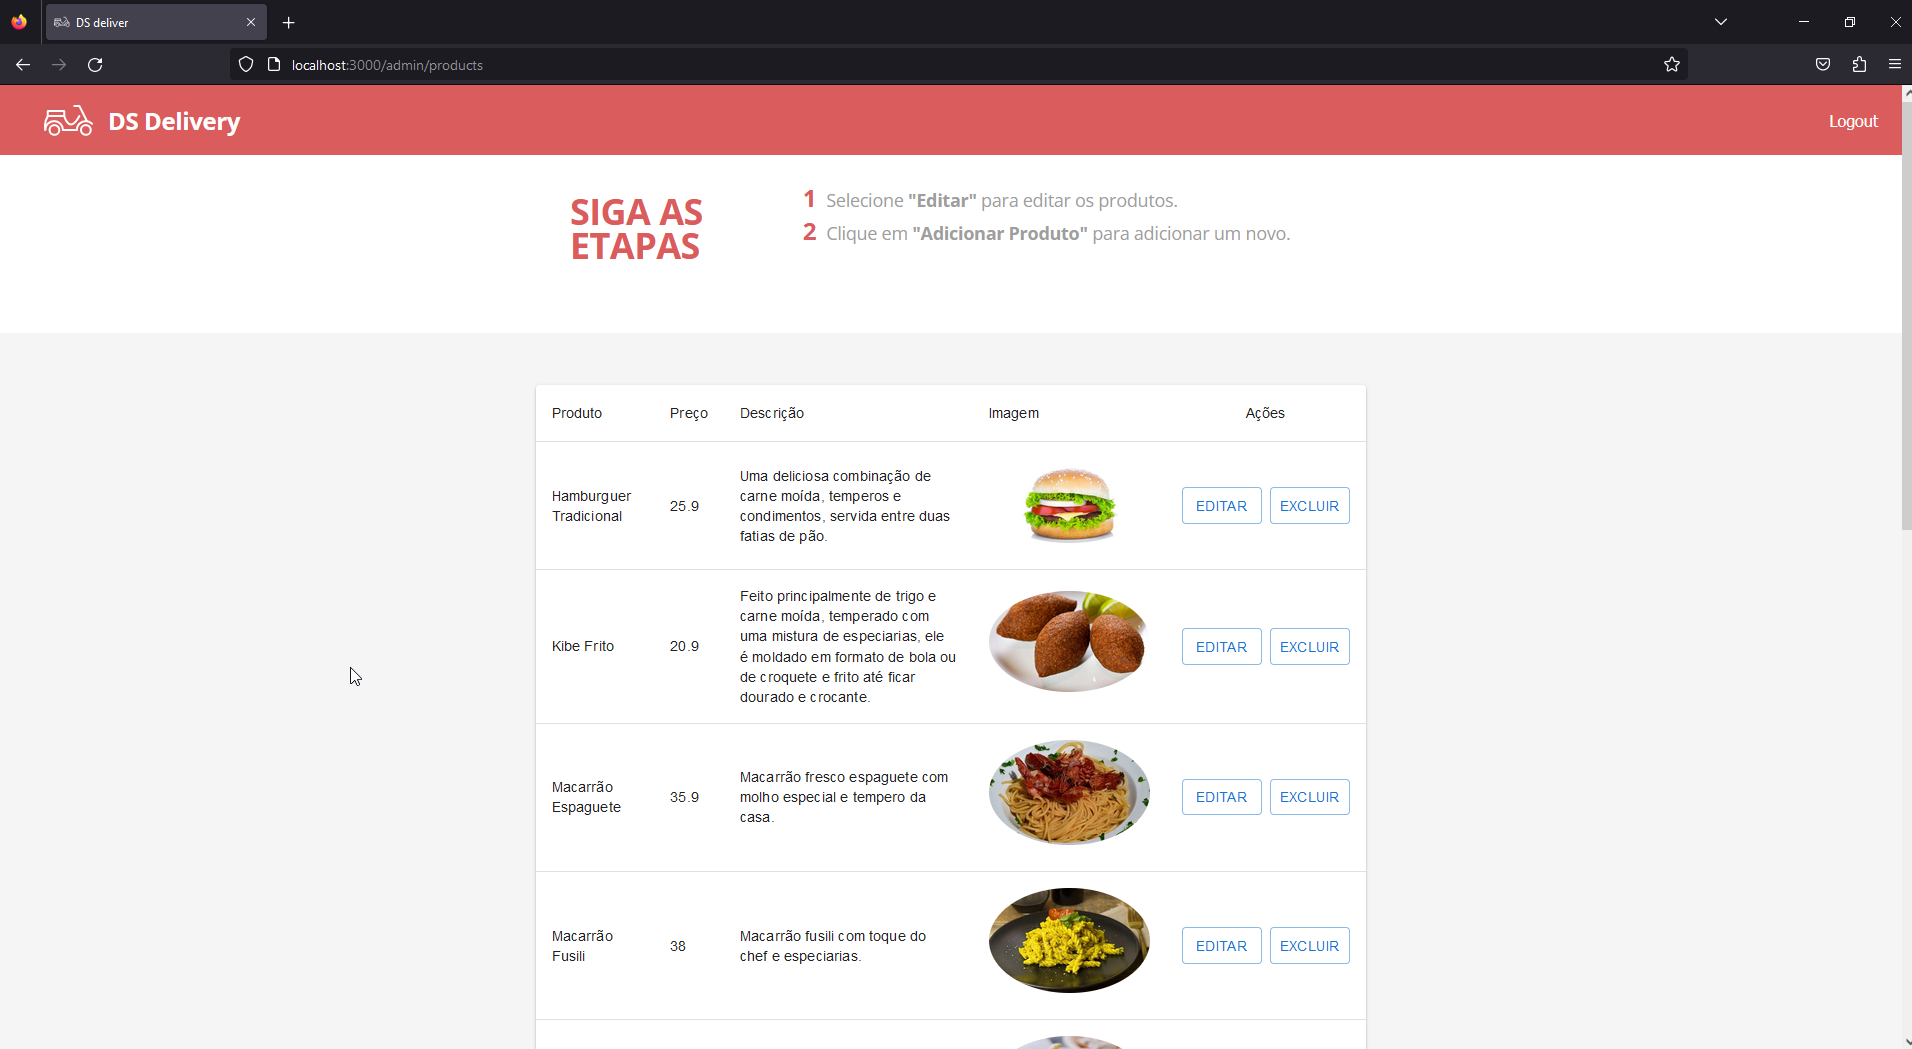 DS deliver
localhost:3000/admin/products
DS Delivery
Logout
SIGA AS
ETAPAS
1 Selecione "Editar" para editar os produtos.
2 Clique em "Adicionar Produto" para adicionar um novo.
Produto Preço Descrição Imagem Ações
Hamburguer
Tradicional
25.9
Uma deliciosa combinação de
carne moída, temperos e
condimentos, servida entre duas
fatias de pão.
EDITAR EXCLUIR
Kibe Frito
20.9
Feito principalmente de trigo e
carne moída, temperado com
uma mistura de especiarias, ele
é moldado em formato de bola ou
de croquete e frito até ficar
dourado e crocante.
EDITAR EXCLUIR
Macarrão
Espaguete
35.9
Macarrão fresco espaguete com
molho especial e tempero da
casa.
EDITAR EXCLUIR
Macarrão
Fusili
38
Macarrão fusili com toque do
chef e especiarias.
EDITAR EXCLUIR